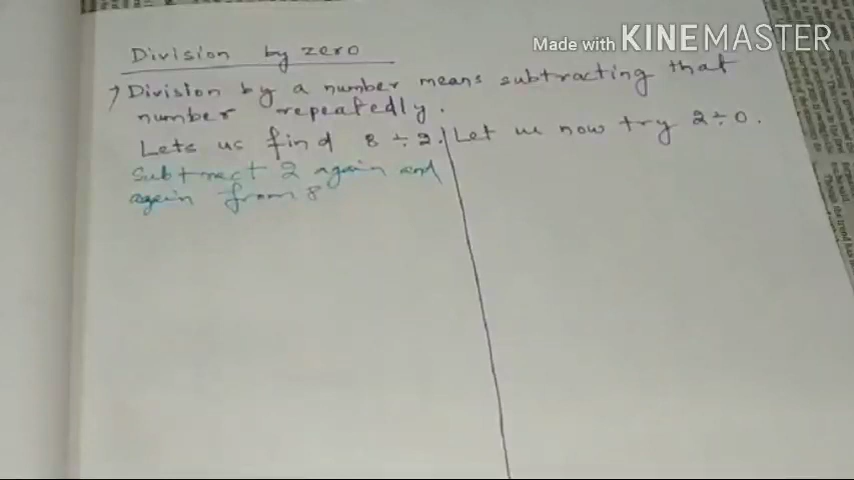 Made with KINEMASTER
Division by zero
Division by a number means subtracting that
number repeatedly.
Lets us find 8 ÷ 2.
Subtract 2 again and
again from 8
Let us now try 2 ÷ 0.